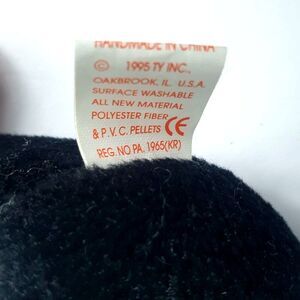 HANDMADE IN CHINA
© 1995 TY INC.,
OAKBROOK, IL. U.S.A.
SURFACE WASHABLE
ALL NEW MATERIAL
POLYESTER FIBER
& P.V.C. PELLETS CE
REG. NO PA. 1965(KR)